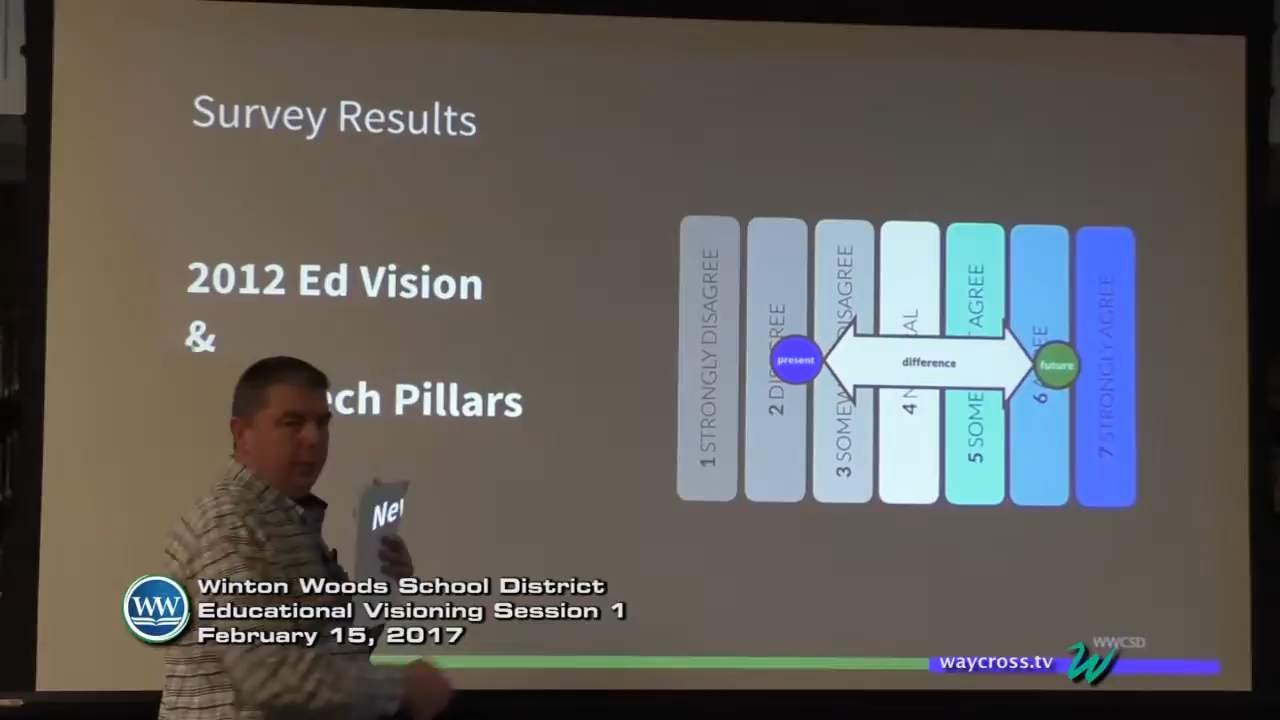 Survey Results
2012 Ed Vision
&
ech Pillars
1 STRONGLY DISAGREE
2 DI REE
3 SOMEW DISAGREE
4 N AL
5 SOME T AGREE
6 EE
7 STRONGLY AGREE
present
difference
future
Ne
WW
Winton Woods School District
Educational Visioning Session 1
February 15, 2017
WWCSD
waycross.tv
W